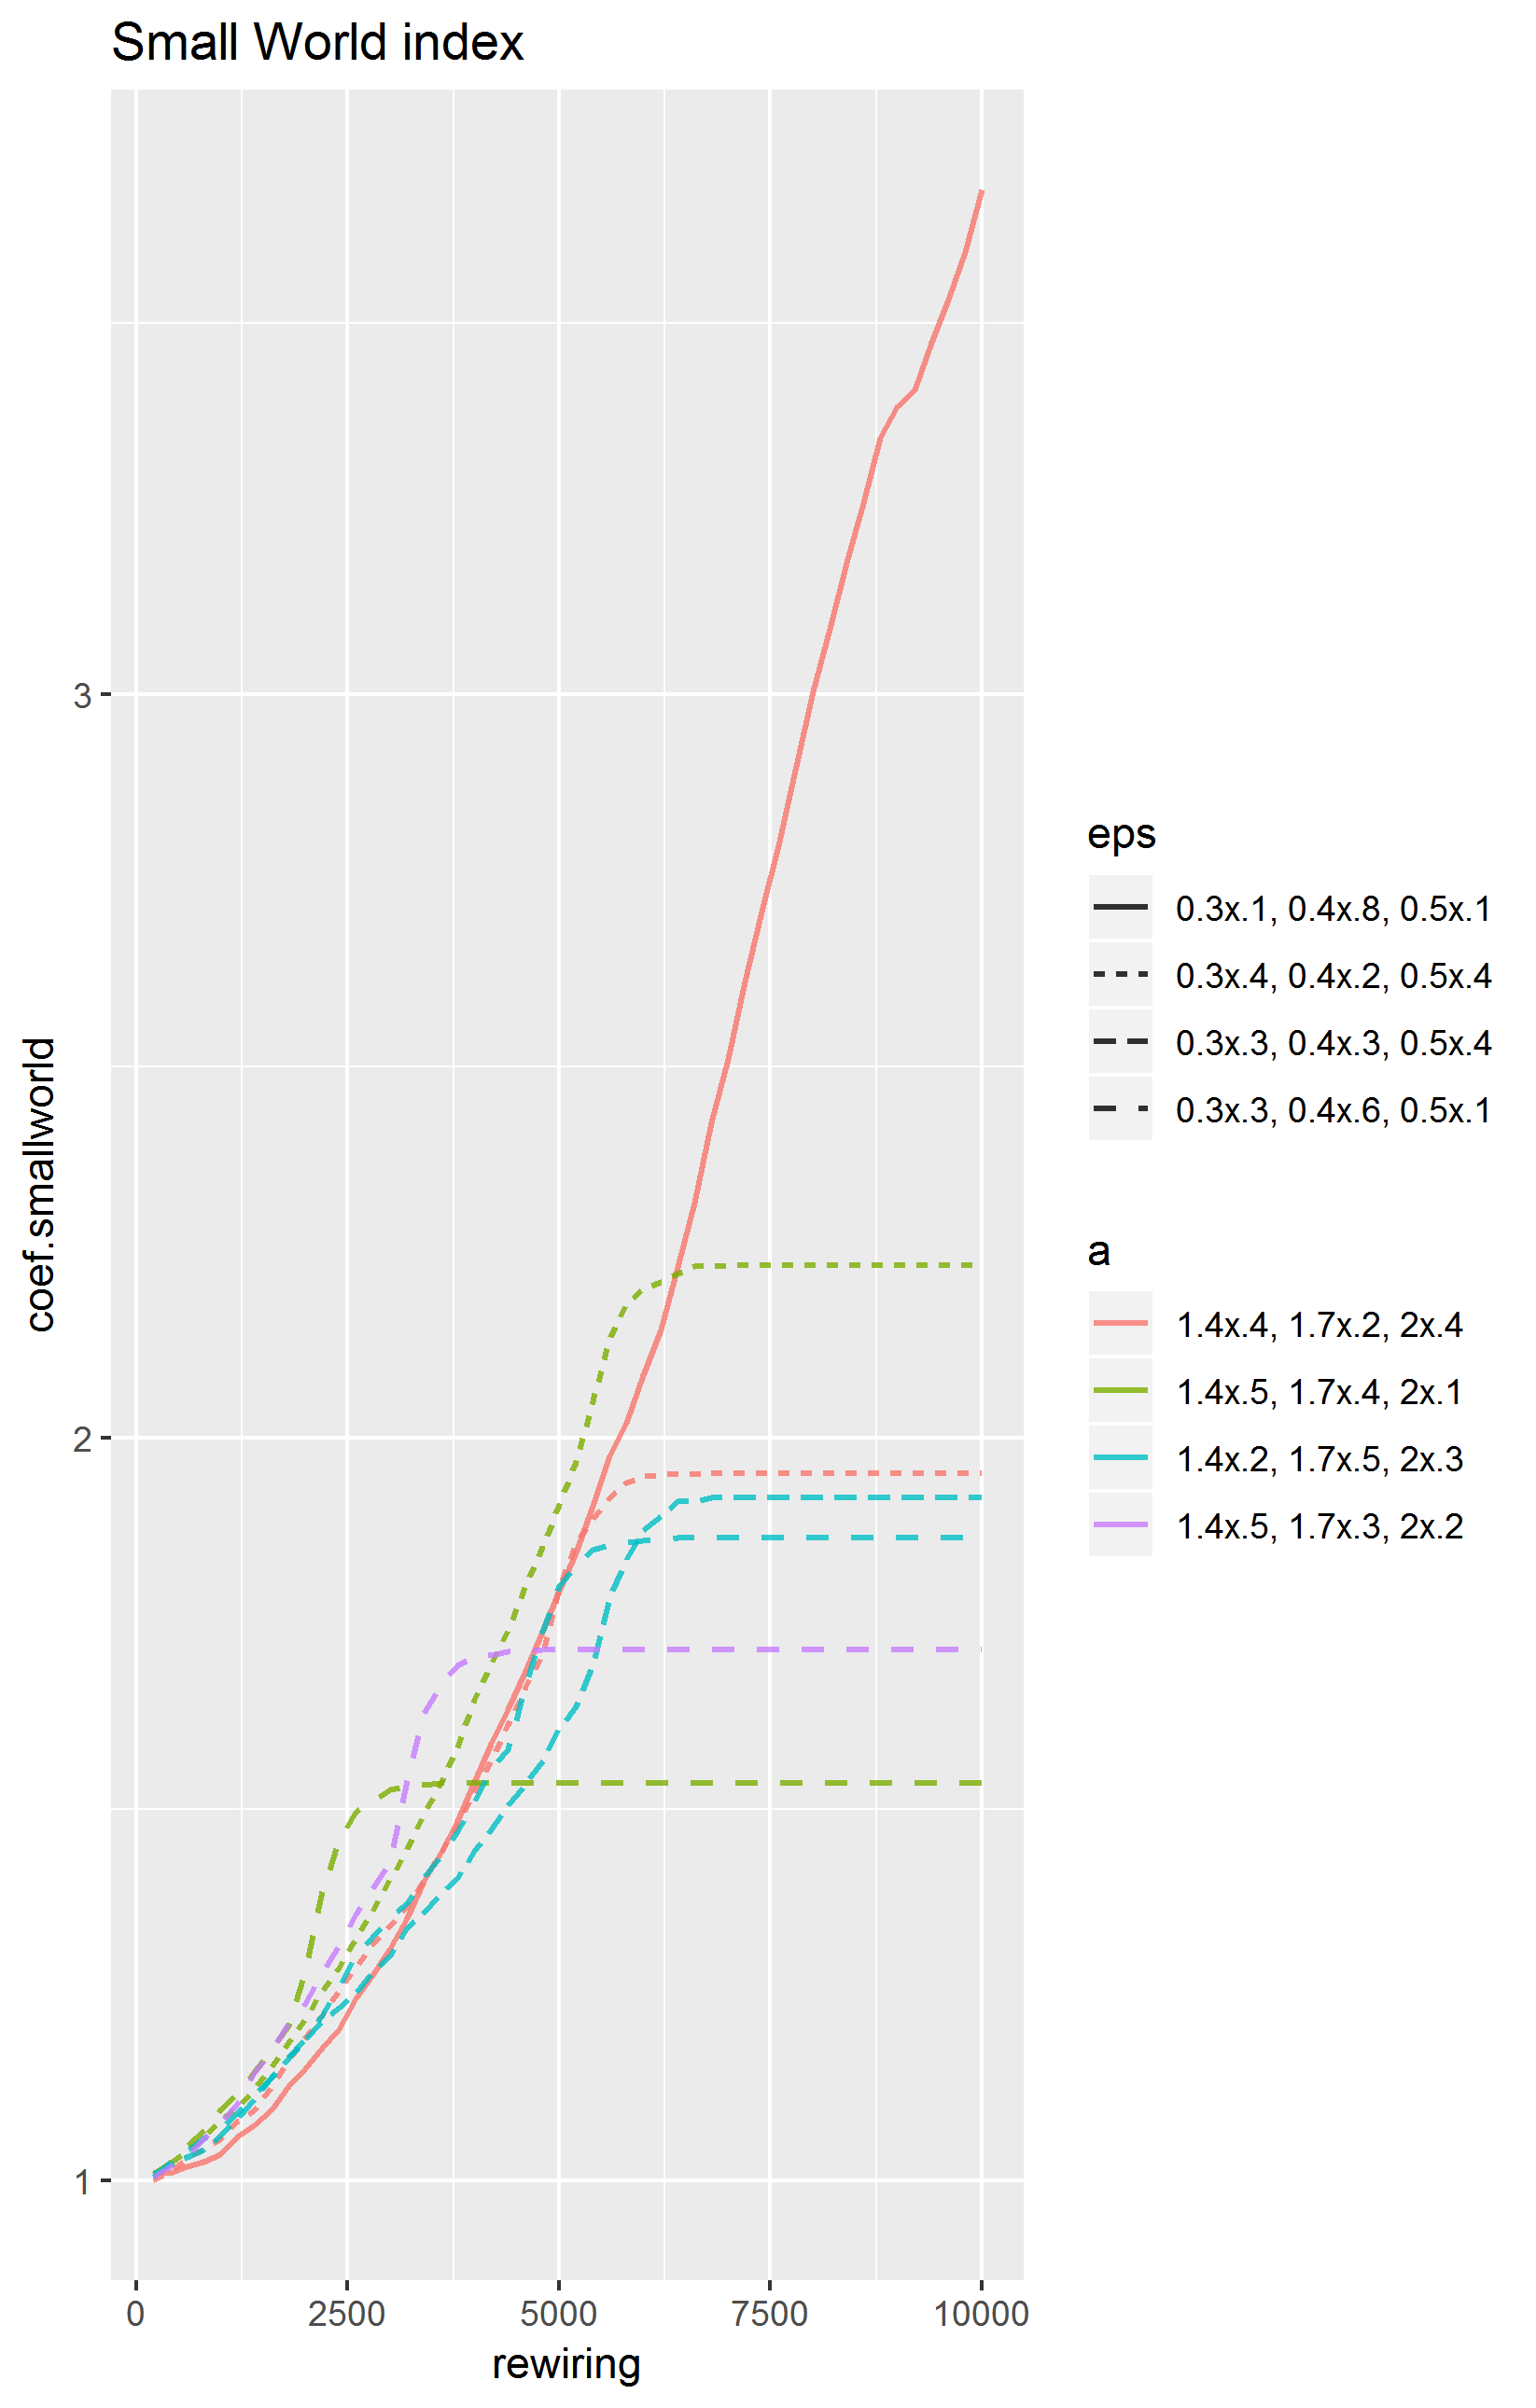 Small World index
3
2
1
coef.smallworld
0
2500
5000
7500
10000
rewiring
eps
0.3x.1, 0.4x.8, 0.5x.1
0.3x.4, 0.4x.2, 0.5x.4
0.3x.3, 0.4x.3, 0.5x.4
0.3x.3, 0.4x.6, 0.5x.1
a
1.4x.4, 1.7x.2, 2x.4
1.4x.5, 1.7x.4, 2x.1
1.4x.2, 1.7x.5, 2x.3
1.4x.5, 1.7x.3, 2x.2